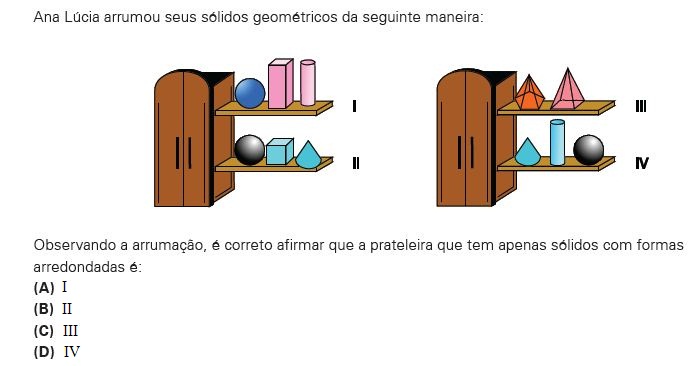 Ana Lúcia arrumou seus sólidos geométricos da seguinte maneira:
I
III
II
IV
Observando a arrumação, é correto afirmar que a prateleira que tem apenas sólidos com formas
arredondadas é:
(A) I
(B) II
(C) III
(D) IV